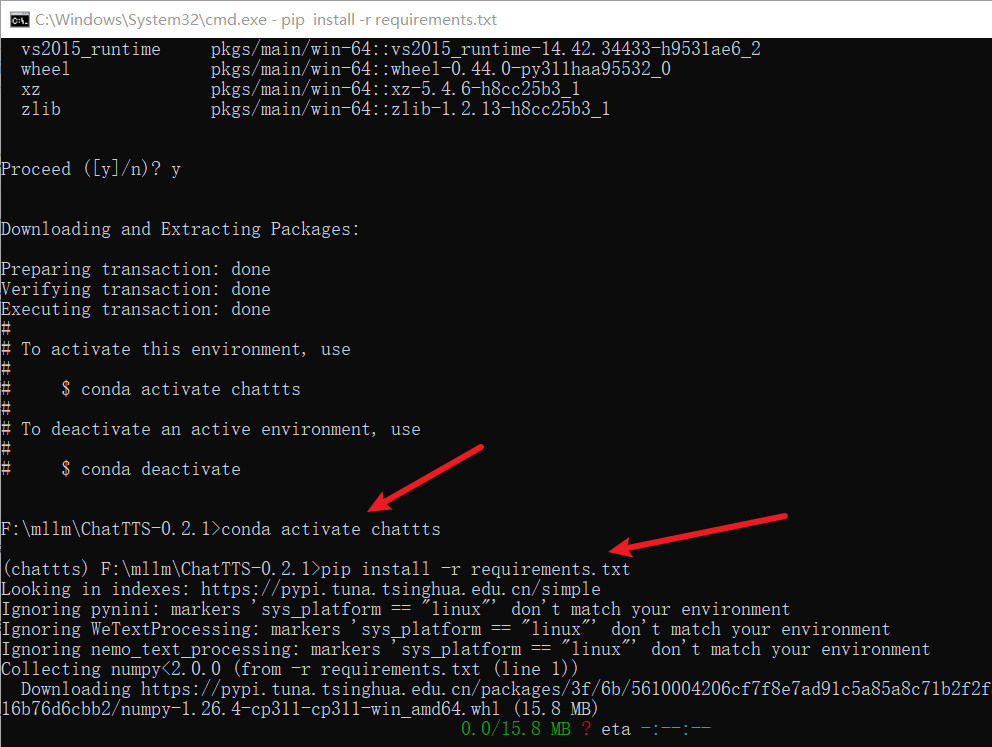 C:\Windows\System32\cmd.exe - pip  install -r requirements.txt
vs2015_runtime     pkgs/main/win-64::vs2015_runtime-14.42.34433-h9531ae6_2
wheel              pkgs/main/win-64::wheel-0.44.0-py311haa95532_0
xz                 pkgs/main/win-64::xz-5.4.6-h8cc25b3_1
zlib               pkgs/main/win-64::zlib-1.2.13-h8cc25b3_1
Proceed ([y]/n)? y
Downloading and Extracting Packages:
Preparing transaction: done
Verifying transaction: done
Executing transaction: done
#
# To activate this environment, use
#
#     $ conda activate chattts
#
# To deactivate an active environment, use
#
#     $ conda deactivate
F:\mllm\ChatTTS-0.2.1>conda activate chattts
(chattts) F:\mllm\ChatTTS-0.2.1>pip install -r requirements.txt
Looking in indexes: https://pypi.tuna.tsinghua.edu.cn/simple
Ignoring pynini: markers 'sys_platform == "linux"' don't match your environment
Ignoring WeTextProcessing: markers 'sys_platform == "linux"' don't match your environment
Ignoring nemo_text_processing: markers 'sys_platform == "linux"' don't match your environment
Collecting numpy<2.0.0 (from -r requirements.txt (line 1))
  Downloading https://pypi.tuna.tsinghua.edu.cn/packages/3f/6b/5610004206cf7f8e7ad91c5a85a8c71b2f2f
16b76d6cbb2/numpy-1.26.4-cp311-cp311-win_amd64.whl (15.8 MB)
0.0/15.8 MB ? eta -:--:--